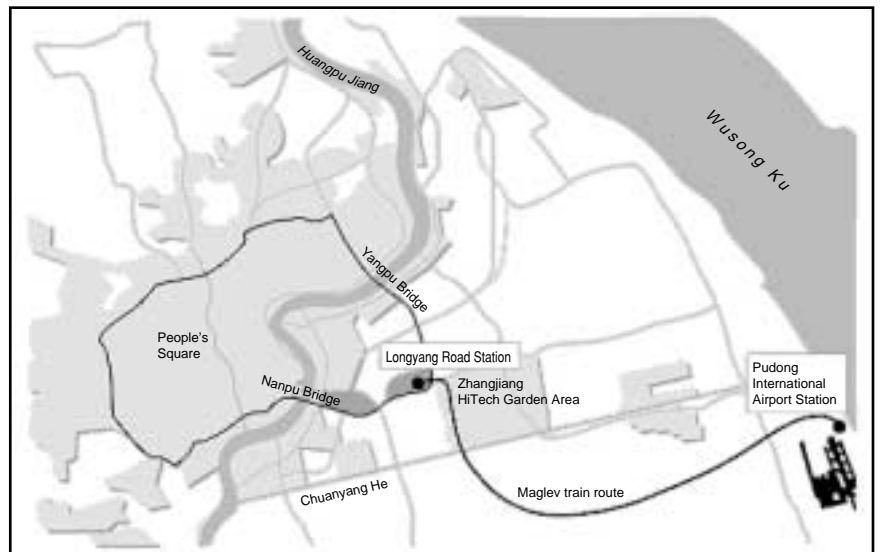 Huangpu Jiang
Wusong Ku
Yangpu Bridge
People's
Square
Longyang Road Station
Nanpu Bridge
Zhangjiang
HiTech Garden Area
Pudong
International
Airport Station
Chuanyang He
Maglev train route